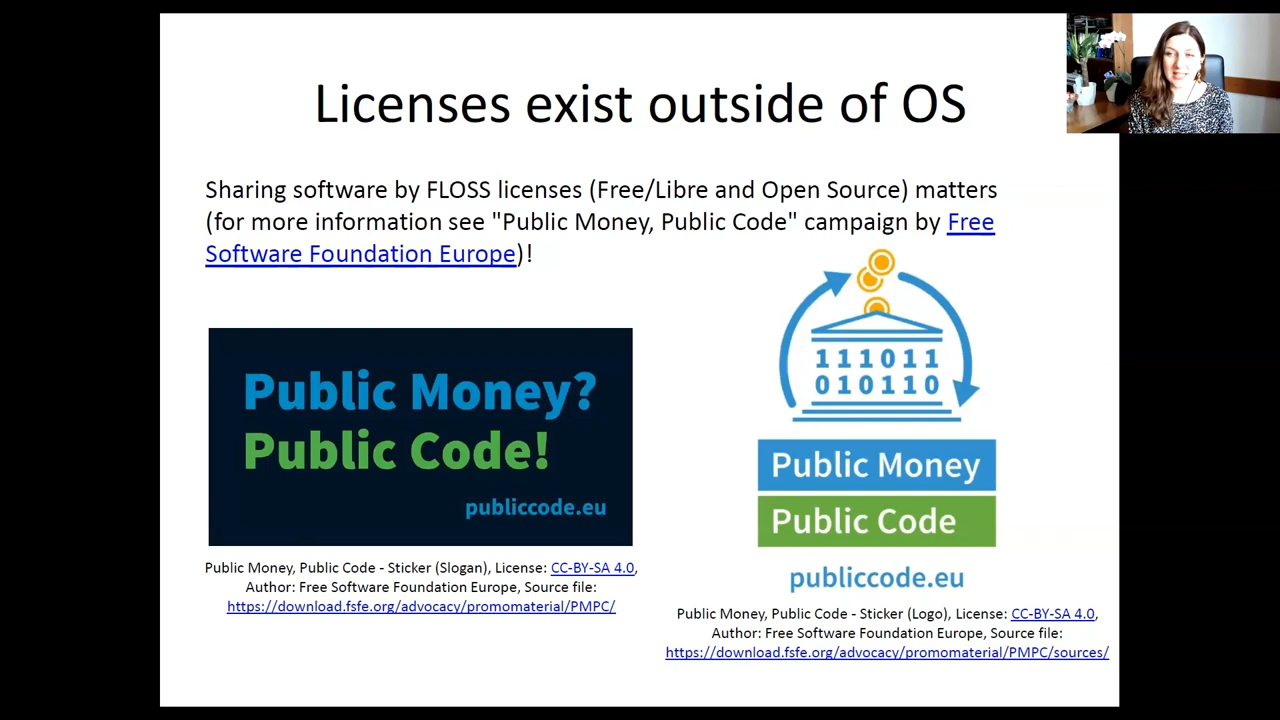 Licenses exist outside of OS
Sharing software by FLOSS licenses (Free/Libre and Open Source) matters
(for more information see "Public Money, Public Code" campaign by Free
Software Foundation Europe)!
Public Money?
Public Code!
publiccode.eu
Public Money, Public Code - Sticker (Slogan), License: CC-BY-SA 4.0,
Author: Free Software Foundation Europe, Source file:
https://download.fsfe.org/advocacy/promomaterial/PMPC/
111011
010110
Public Money
Public Code
publiccode.eu
Public Money, Public Code - Sticker (Logo), License: CC-BY-SA 4.0,
Author: Free Software Foundation Europe, Source file:
https://download.fsfe.org/advocacy/promomaterial/PMPC/sources/